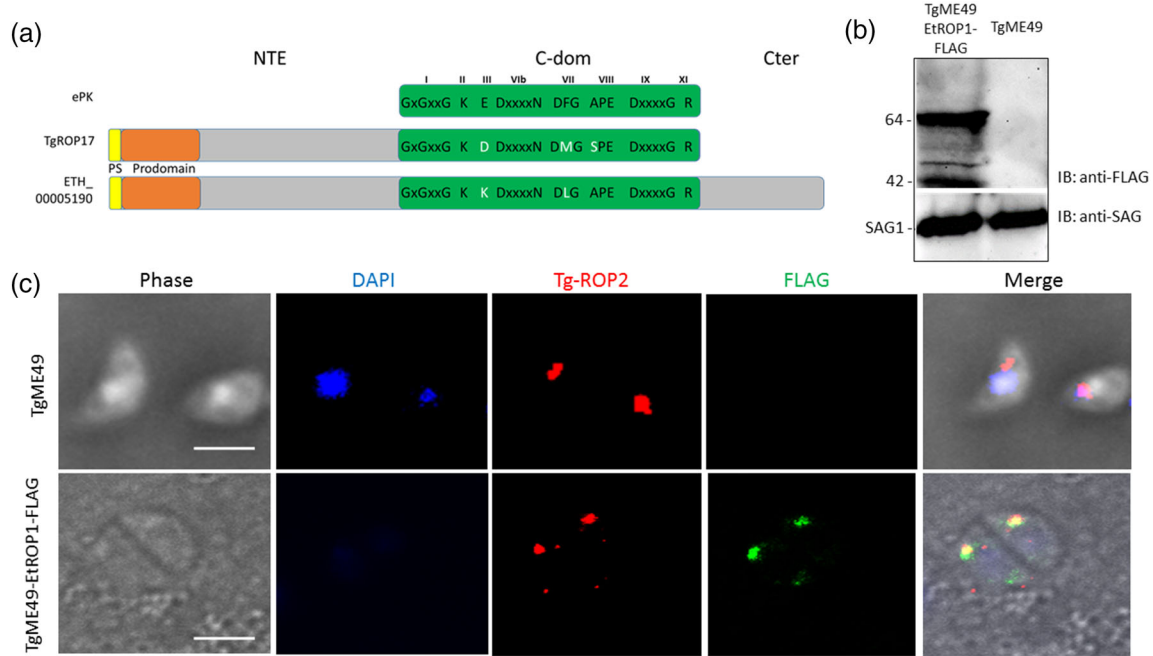 (a)
NTE C-dom Cter
I II III VIb VII VIII IX XI
ePK GxGxxG K E DxxxxN DFG APE DxxxxG R
TgROP17 GxGxxG K D DxxxxN DMG SPE DxxxxG R
PS Prodomain
ETH_
00005190 GxGxxG K K DxxxxN DLG APE DxxxxG R
(b)
TgME49
EtROP1-
FLAG
TgME49
64 -
42 -
IB: anti-FLAG
SAG1 -
IB: anti-SAG
(c)
Phase DAPI Tg-ROP2 FLAG Merge
TgME49
TgME49-EtROP1-FLAG